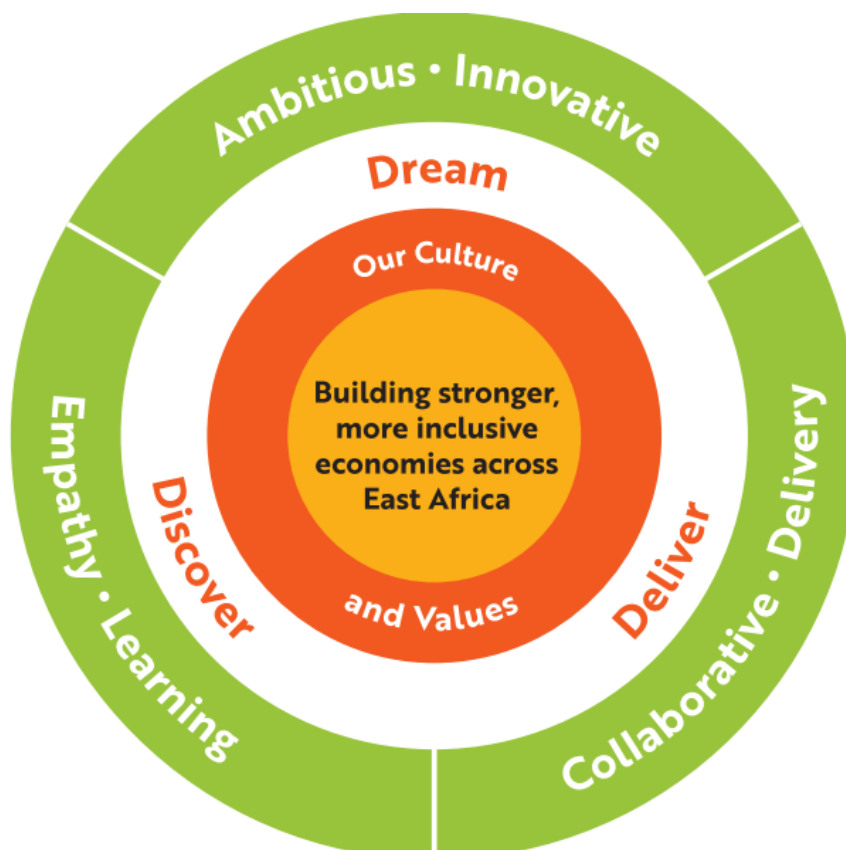 Ambitious · Innovative
Dream
Our Culture
Building stronger,
more inclusive
economies across
East Africa
and Values
Discover
Empathy · Learning
Deliver
Collaborative · Delivery